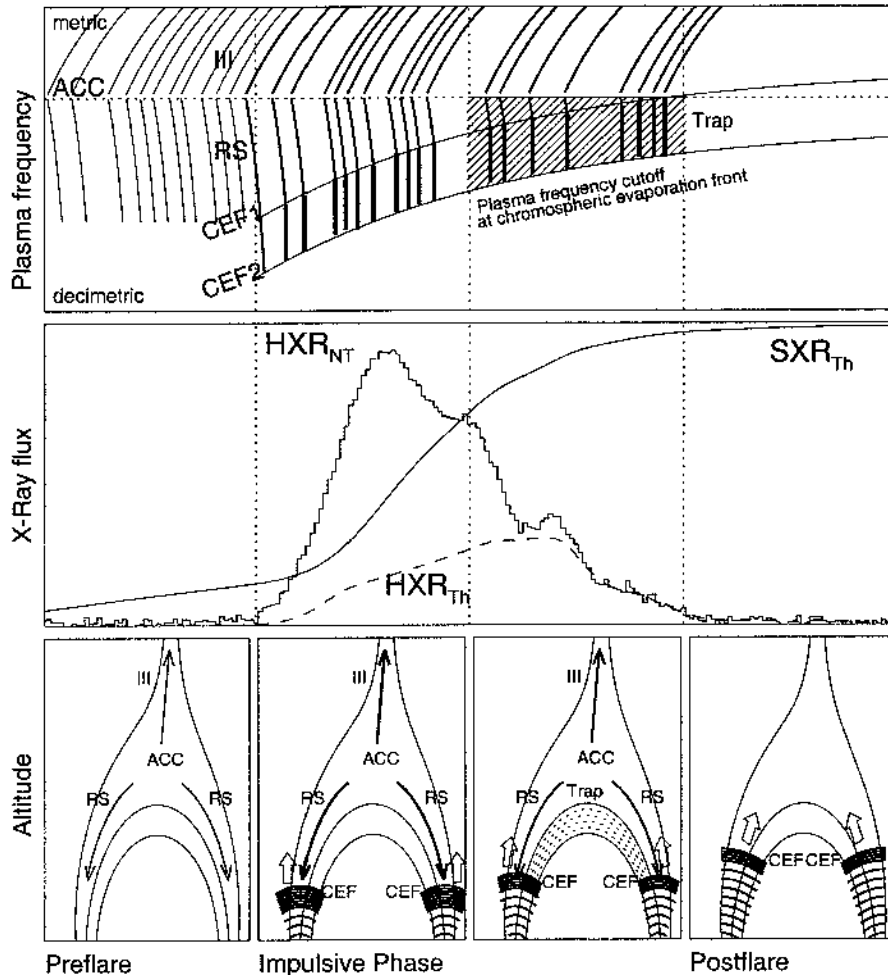 metric
III
ACC
RS
Trap
CEF1
Plasma frequency cutoff
at chromospheric evaporation front
CEF2
decimetric
Plasma frequency
HXR_NT
SXR_Th
HXR_Th
X-Ray flux
III
ACC
RS
RS
III
ACC
RS
RS
CEF
CEF
III
ACC
RS
Trap
RS
CEF
CEF
CEF
CEF
Altitude
Preflare
Impulsive Phase
Postflare